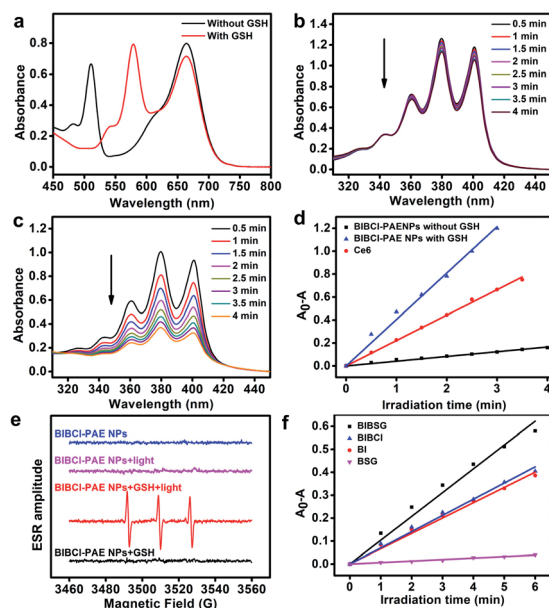 a
Without GSH
With GSH
Absorbance
0.8
0.6
0.4
0.2
0.0
450 500 550 600 650 700 750 800
Wavelength (nm)
b
0.5 min
1 min
1.5 min
2 min
2.5 min
3 min
3.5 min
4 min
Absorbance
1.4
1.2
1.0
0.8
0.6
0.4
0.2
0.0
320 340 360 380 400 420 440
Wavelength (nm)
c
0.5 min
1 min
1.5 min
2 min
2.5 min
3 min
3.5 min
4 min
Absorbance
1.2
1.0
0.8
0.6
0.4
0.2
0.0
320 340 360 380 400 420 440
Wavelength (nm)
d
BIBCl-PAENPs without GSH
BIBCl-PAE NPs with GSH
Ce6
A0-A
1.2
1.0
0.8
0.6
0.4
0.2
0.0
0 1 2 3 4
Irradiation time (min)
e
BIBCl-PAE NPs
BIBCl-PAE NPs+light
BIBCl-PAE NPs+GSH+light
BIBCl-PAE NPs+GSH
ESR amplitude
3460 3480 3500 3520 3540 3560
Magnetic Field (G)
f
BIBSG
BIBCl
BI
BSG
A0-A
0.6
0.5
0.4
0.3
0.2
0.1
0.0
0 1 2 3 4 5 6
Irradiation time (min)